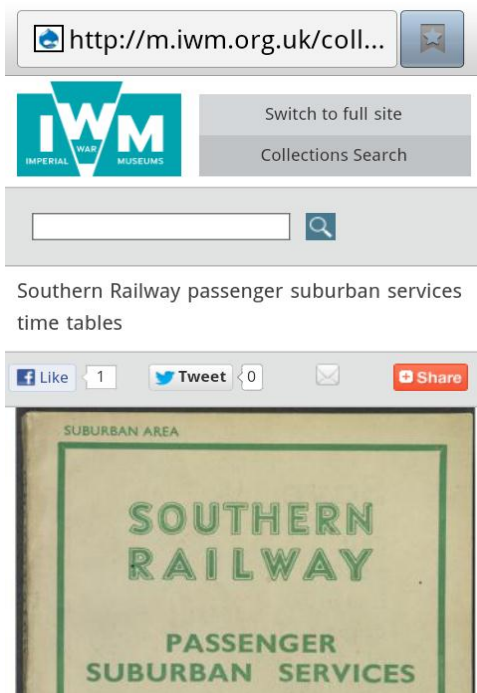 http://m.iwm.org.uk/coll...
IWM
WAR
IMPERIAL MUSEUMS
Switch to full site
Collections Search
Southern Railway passenger suburban services
time tables
Like 1 Tweet 0 Share
SUBURBAN AREA
SOUTHERN
RAILWAY
PASSENGER
SUBURBAN SERVICES